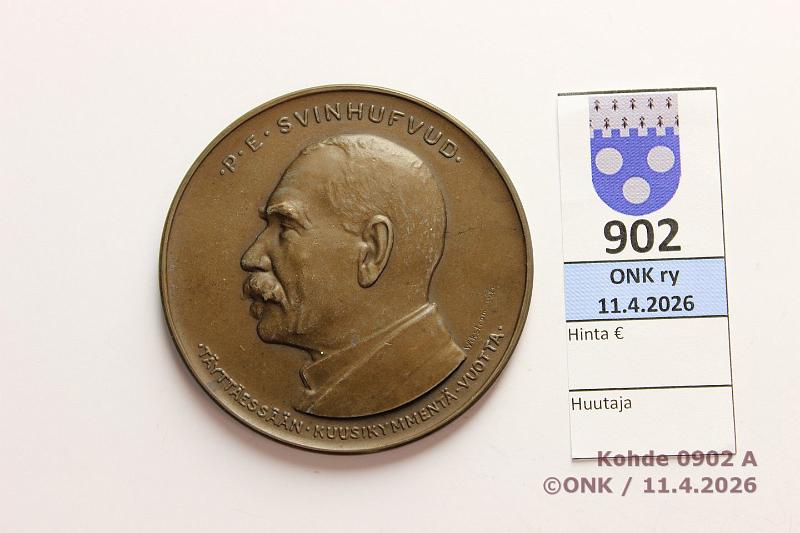 ·P·E·SVINHUFVUD·
·TÄYTTÄESSÄÄN·KUUSIKYMMENTÄ·VUOTTA·
902
ONK ry
11.4.2026
Hinta €
Huutaja
Kohde 0902 A
©ONK / 11.4.2026